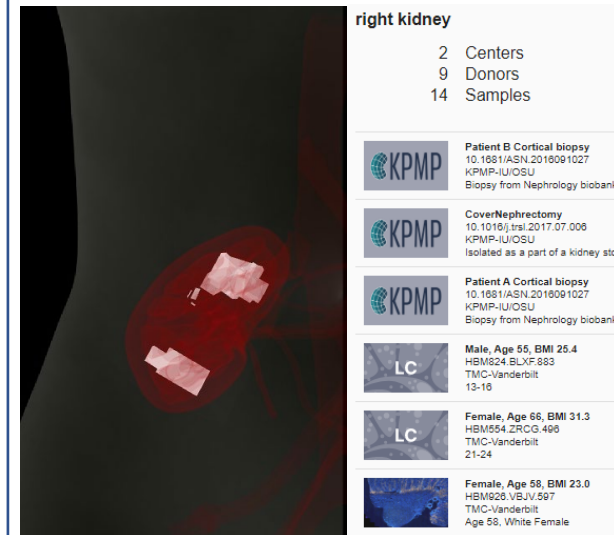 right kidney
2 Centers
9 Donors
14 Samples
KPMP
Patient B Cortical biopsy
10.1681/ASN.2016091027
KPMP-IU/OSU
Biopsy from Nephrology biobank
KPMP
CoverNephrectomy
10.1016/j.trsl.2017.07.006
KPMP-IU/OSU
Isolated as a part of a kidney sto
KPMP
Patient A Cortical biopsy
10.1681/ASN.2016091027
KPMP-IU/OSU
Biopsy from Nephrology biobank
LC
Male, Age 55, BMI 25.4
HBM824.BLXF.883
TMC-Vanderbilt
13-16
LC
Female, Age 66, BMI 31.3
HBM554.ZRCG.496
TMC-Vanderbilt
21-24
Female, Age 58, BMI 23.0
HBM926.VBJV.597
TMC-Vanderbilt
Age 58, White Female